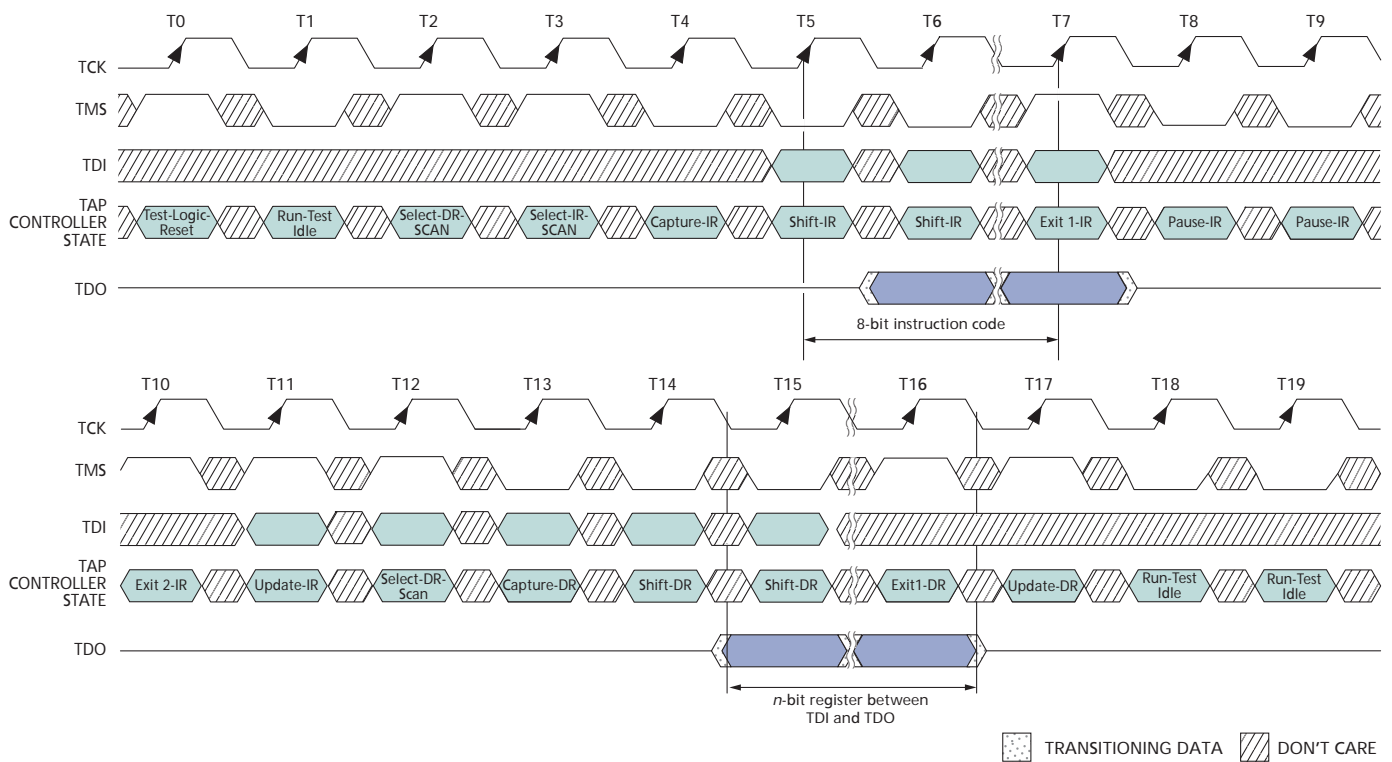 T0 T1 T2 T3 T4 T5 T6 T7 T8 T9
TCK
TMS
TDI
TAP
CONTROLLER
STATE
Test-Logic-
Reset
Run-Test
Idle
Select-DR-
SCAN
Select-IR-
SCAN
Capture-IR
Shift-IR
Shift-IR
Exit 1-IR
Pause-IR
Pause-IR
TDO
8-bit instruction code
T10 T11 T12 T13 T14 T15 T16 T17 T18 T19
TCK
TMS
TDI
TAP
CONTROLLER
STATE
Exit 2-IR
Update-IR
Select-DR-
Scan
Capture-DR
Shift-DR
Shift-DR
Exit1-DR
Update-DR
Run-Test
Idle
Run-Test
Idle
TDO
n-bit register between
TDI and TDO
TRANSITIONING DATA
DON'T CARE